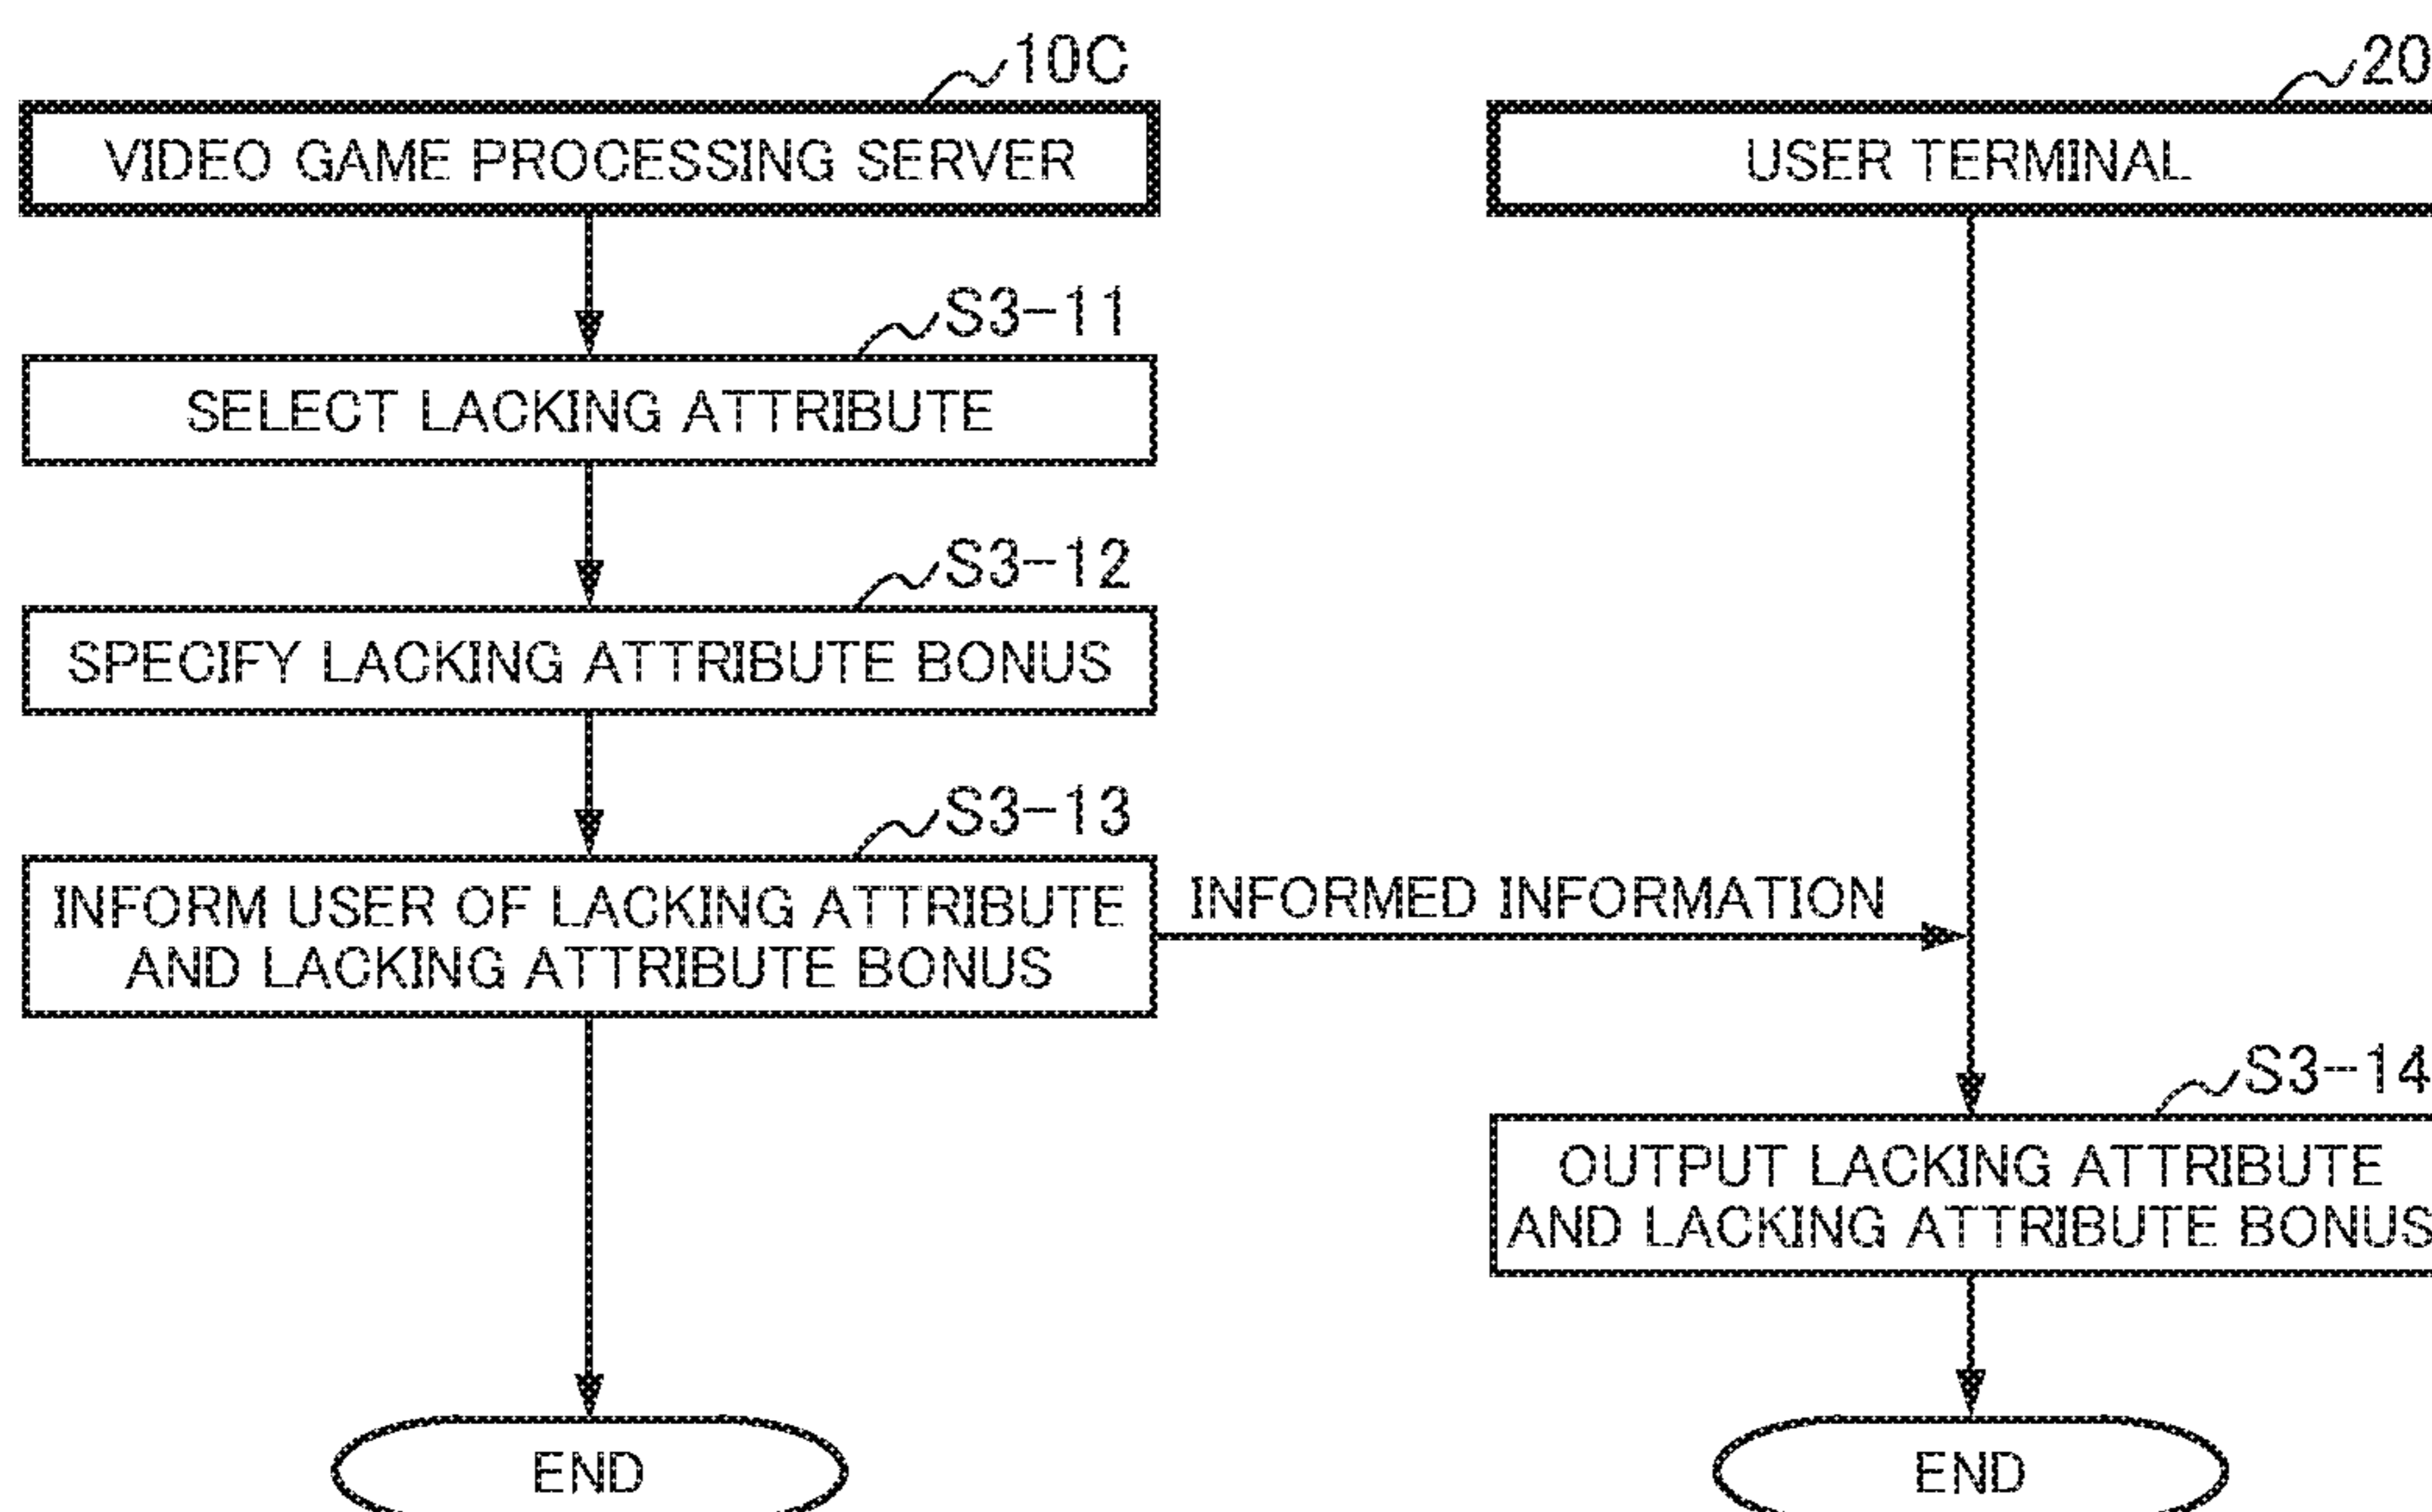 10C
VIDEO GAME PROCESSING SERVER
S3-11
SELECT LACKING ATTRIBUTE
S3-12
SPECIFY LACKING ATTRIBUTE BONUS
S3-13
INFORM USER OF LACKING ATTRIBUTE
AND LACKING ATTRIBUTE BONUS
END
INFORMED INFORMATION
20
USER TERMINAL
S3-14
OUTPUT LACKING ATTRIBUTE
AND LACKING ATTRIBUTE BONUS
END